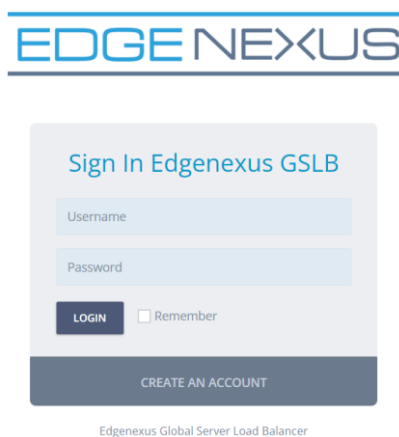 EDGENEXUS
Sign In Edgenexus GSLB
Username
Password
LOGIN
Remember
CREATE AN ACCOUNT
Edgenexus Global Server Load Balancer